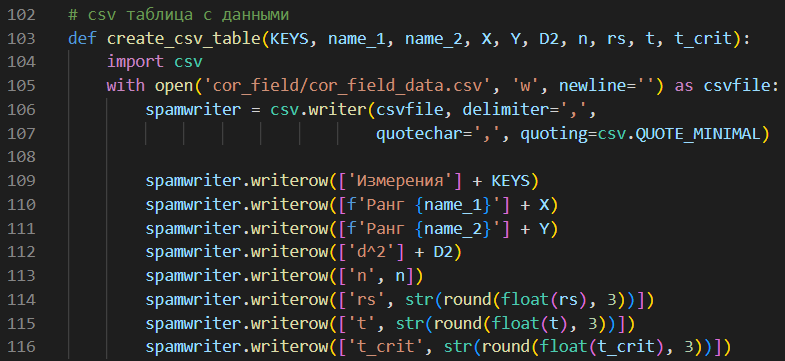 102 # csv таблица с данными
103 def create_csv_table(KEYS, name_1, name_2, X, Y, D2, n, rs, t, t_crit):
104     import csv
105     with open('cor_field/cor_field_data.csv', 'w', newline='') as csvfile:
106         spamwriter = csv.writer(csvfile, delimiter=',',
107                                 quotechar=',', quoting=csv.QUOTE_MINIMAL)
108
109         spamwriter.writerow(['Измерения'] + KEYS)
110         spamwriter.writerow([f'Ранг {name_1}'] + X)
111         spamwriter.writerow([f'Ранг {name_2}'] + Y)
112         spamwriter.writerow(['d^2'] + D2)
113         spamwriter.writerow(['n', n])
114         spamwriter.writerow(['rs', str(round(float(rs), 3))])
115         spamwriter.writerow(['t', str(round(float(t), 3))])
116         spamwriter.writerow(['t_crit', str(round(float(t_crit), 3))])